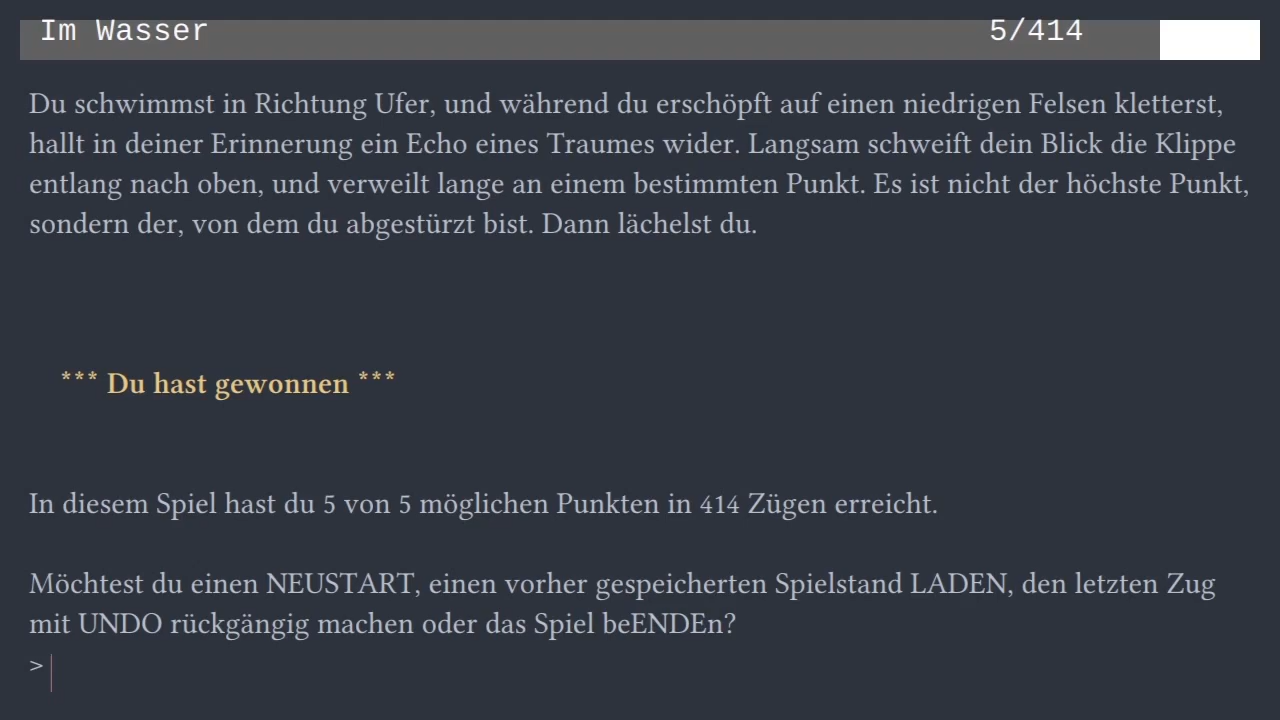 Im Wasser 5/414
Du schwimmst in Richtung Ufer, und während du erschöpft auf einen niedrigen Felsen kletterst,
hallt in deiner Erinnerung ein Echo eines Traumes wider. Langsam schweift dein Blick die Klippe
entlang nach oben, und verweilt lange an einem bestimmten Punkt. Es ist nicht der höchste Punkt,
sondern der, von dem du abgestürzt bist. Dann lächelst du.
*** Du hast gewonnen ***
In diesem Spiel hast du 5 von 5 möglichen Punkten in 414 Zügen erreicht.
Möchtest du einen NEUSTART, einen vorher gespeicherten Spielstand LADEN, den letzten Zug
mit UNDO rückgängig machen oder das Spiel beENDEn?
>